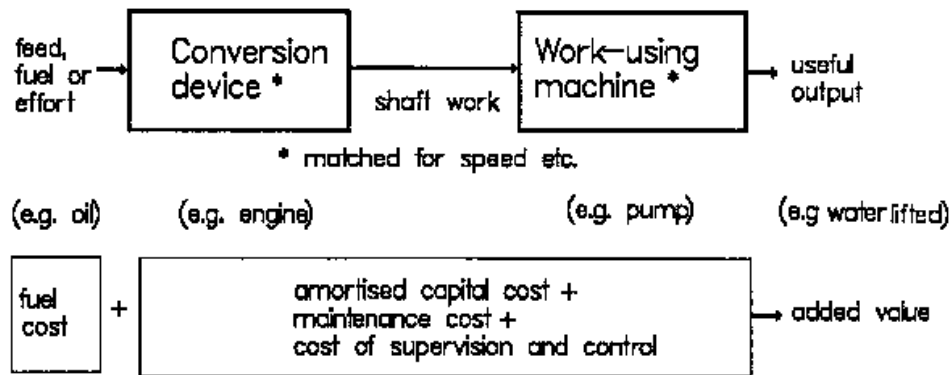 feed,
fuel or
effort
Conversion
device *
shaft work
Work-using
machine *
useful
output
* matched for speed etc.
(e.g. oil)
(e.g. engine)
(e.g. pump)
(e.g water lifted)
fuel
cost
+
amortised capital cost +
maintenance cost +
cost of supervision and control
added value